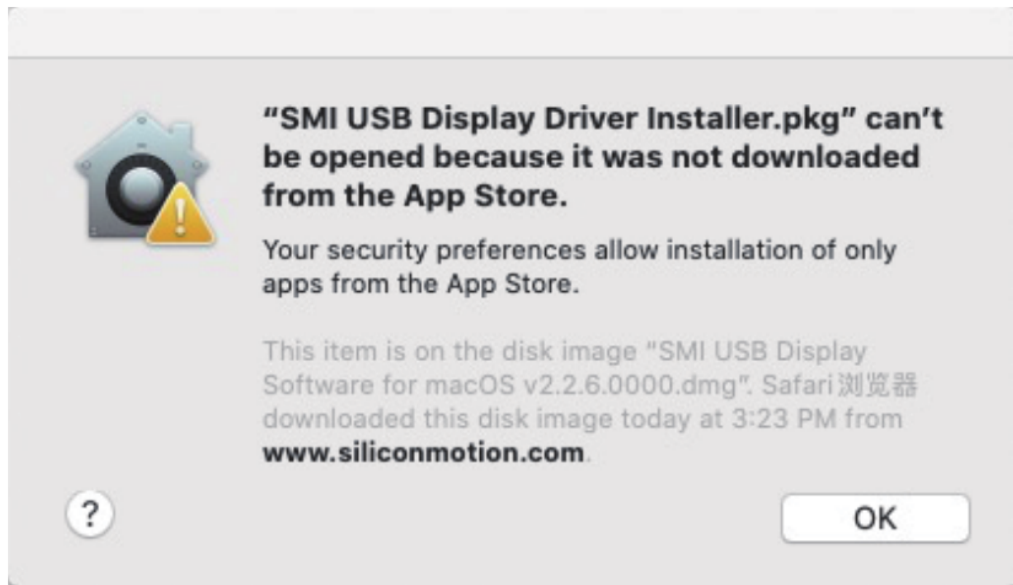 “SMI USB Display Driver Installer.pkg” can’t
be opened because it was not downloaded
from the App Store.
Your security preferences allow installation of only
apps from the App Store.
This item is on the disk image “SMI USB Display
Software for macOS v2.2.6.0000.dmg”. Safari浏览器
downloaded this disk image today at 3:23 PM from
www.siliconmotion.com.
?
OK